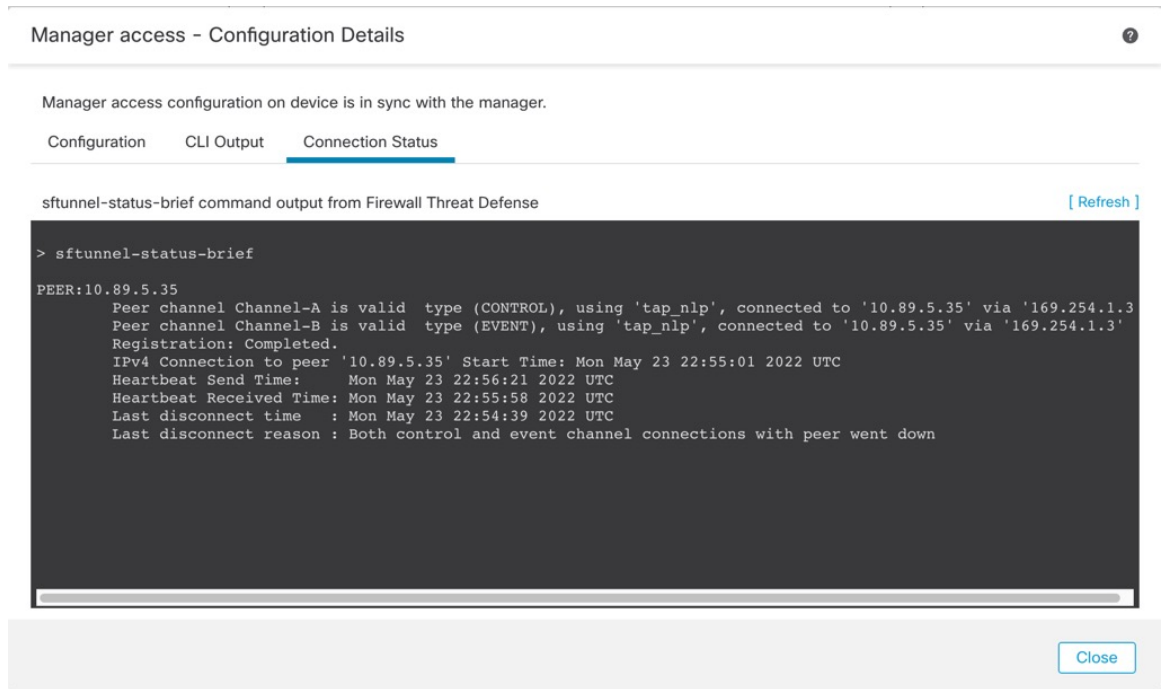 Manager access - Configuration Details
?
Manager access configuration on device is in sync with the manager.
Configuration CLI Output Connection Status
sftunnel-status-brief command output from Firewall Threat Defense [ Refresh ]
> sftunnel-status-brief
PEER:10.89.5.35
Peer channel Channel-A is valid type (CONTROL), using 'tap_nlp', connected to '10.89.5.35' via '169.254.1.3
Peer channel Channel-B is valid type (EVENT), using 'tap_nlp', connected to '10.89.5.35' via '169.254.1.3'
Registration: Completed.
IPv4 Connection to peer '10.89.5.35' Start Time: Mon May 23 22:55:01 2022 UTC
Heartbeat Send Time: Mon May 23 22:56:21 2022 UTC
Heartbeat Received Time: Mon May 23 22:55:58 2022 UTC
Last disconnect time : Mon May 23 22:54:39 2022 UTC
Last disconnect reason : Both control and event channel connections with peer went down
Close